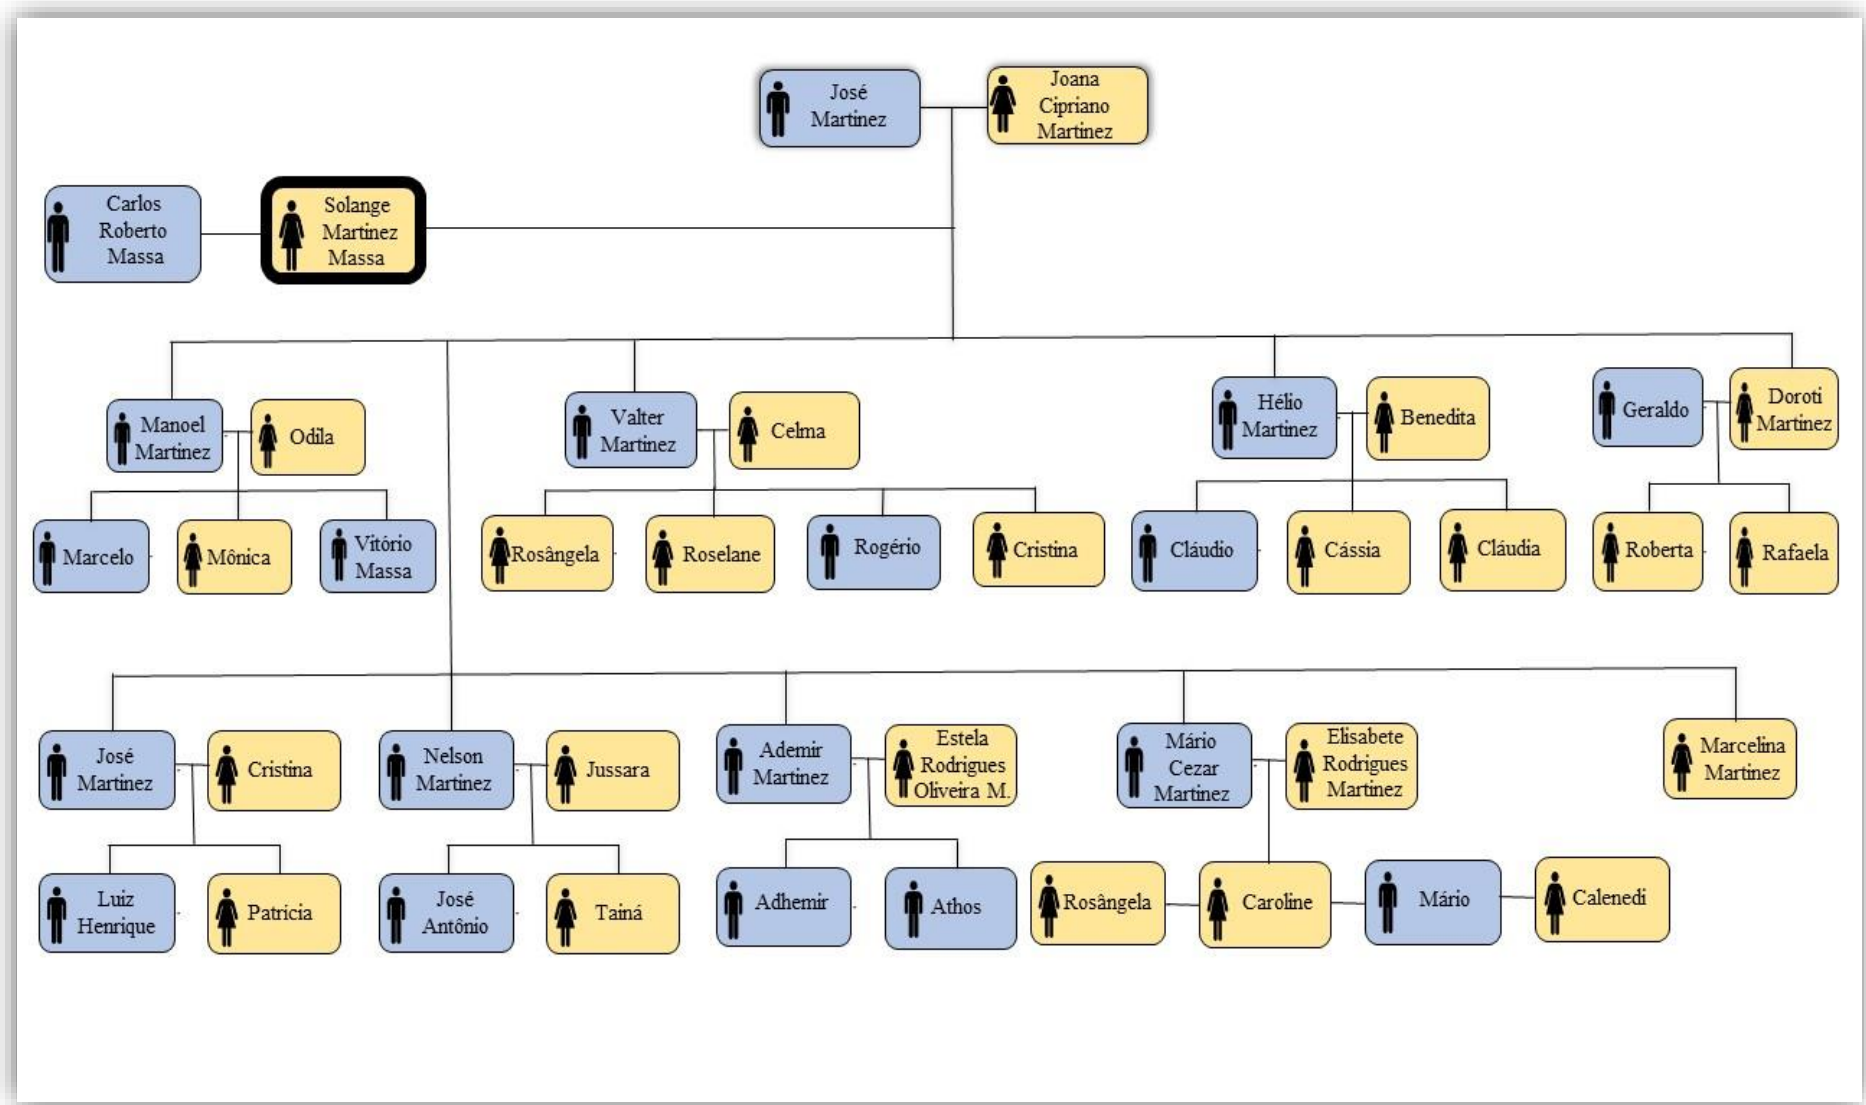 José
Martinez
Joana
Cipriano
Martinez
Carlos
Roberto
Massa
Solange
Martinez
Massa
Manoel
Martinez
Odila
Valter
Martinez
Celma
Hélio
Martinez
Benedita
Geraldo
Doroti
Martinez
Marcelo
Mônica
Vitório
Massa
Rosângela
Roselane
Rogério
Cristina
Cláudio
Cássia
Cláudia
Roberta
Rafaela
José
Martinez
Cristina
Nelson
Martinez
Jussara
Ademir
Martinez
Estela
Rodrigues
Oliveira M.
Mário
Cezar
Martinez
Elisabete
Rodrigues
Martinez
Marcelina
Martinez
Luiz
Henrique
Patrícia
José
Antônio
Tainá
Adhemir
Athos
Rosângela
Caroline
Mário
Calenedi